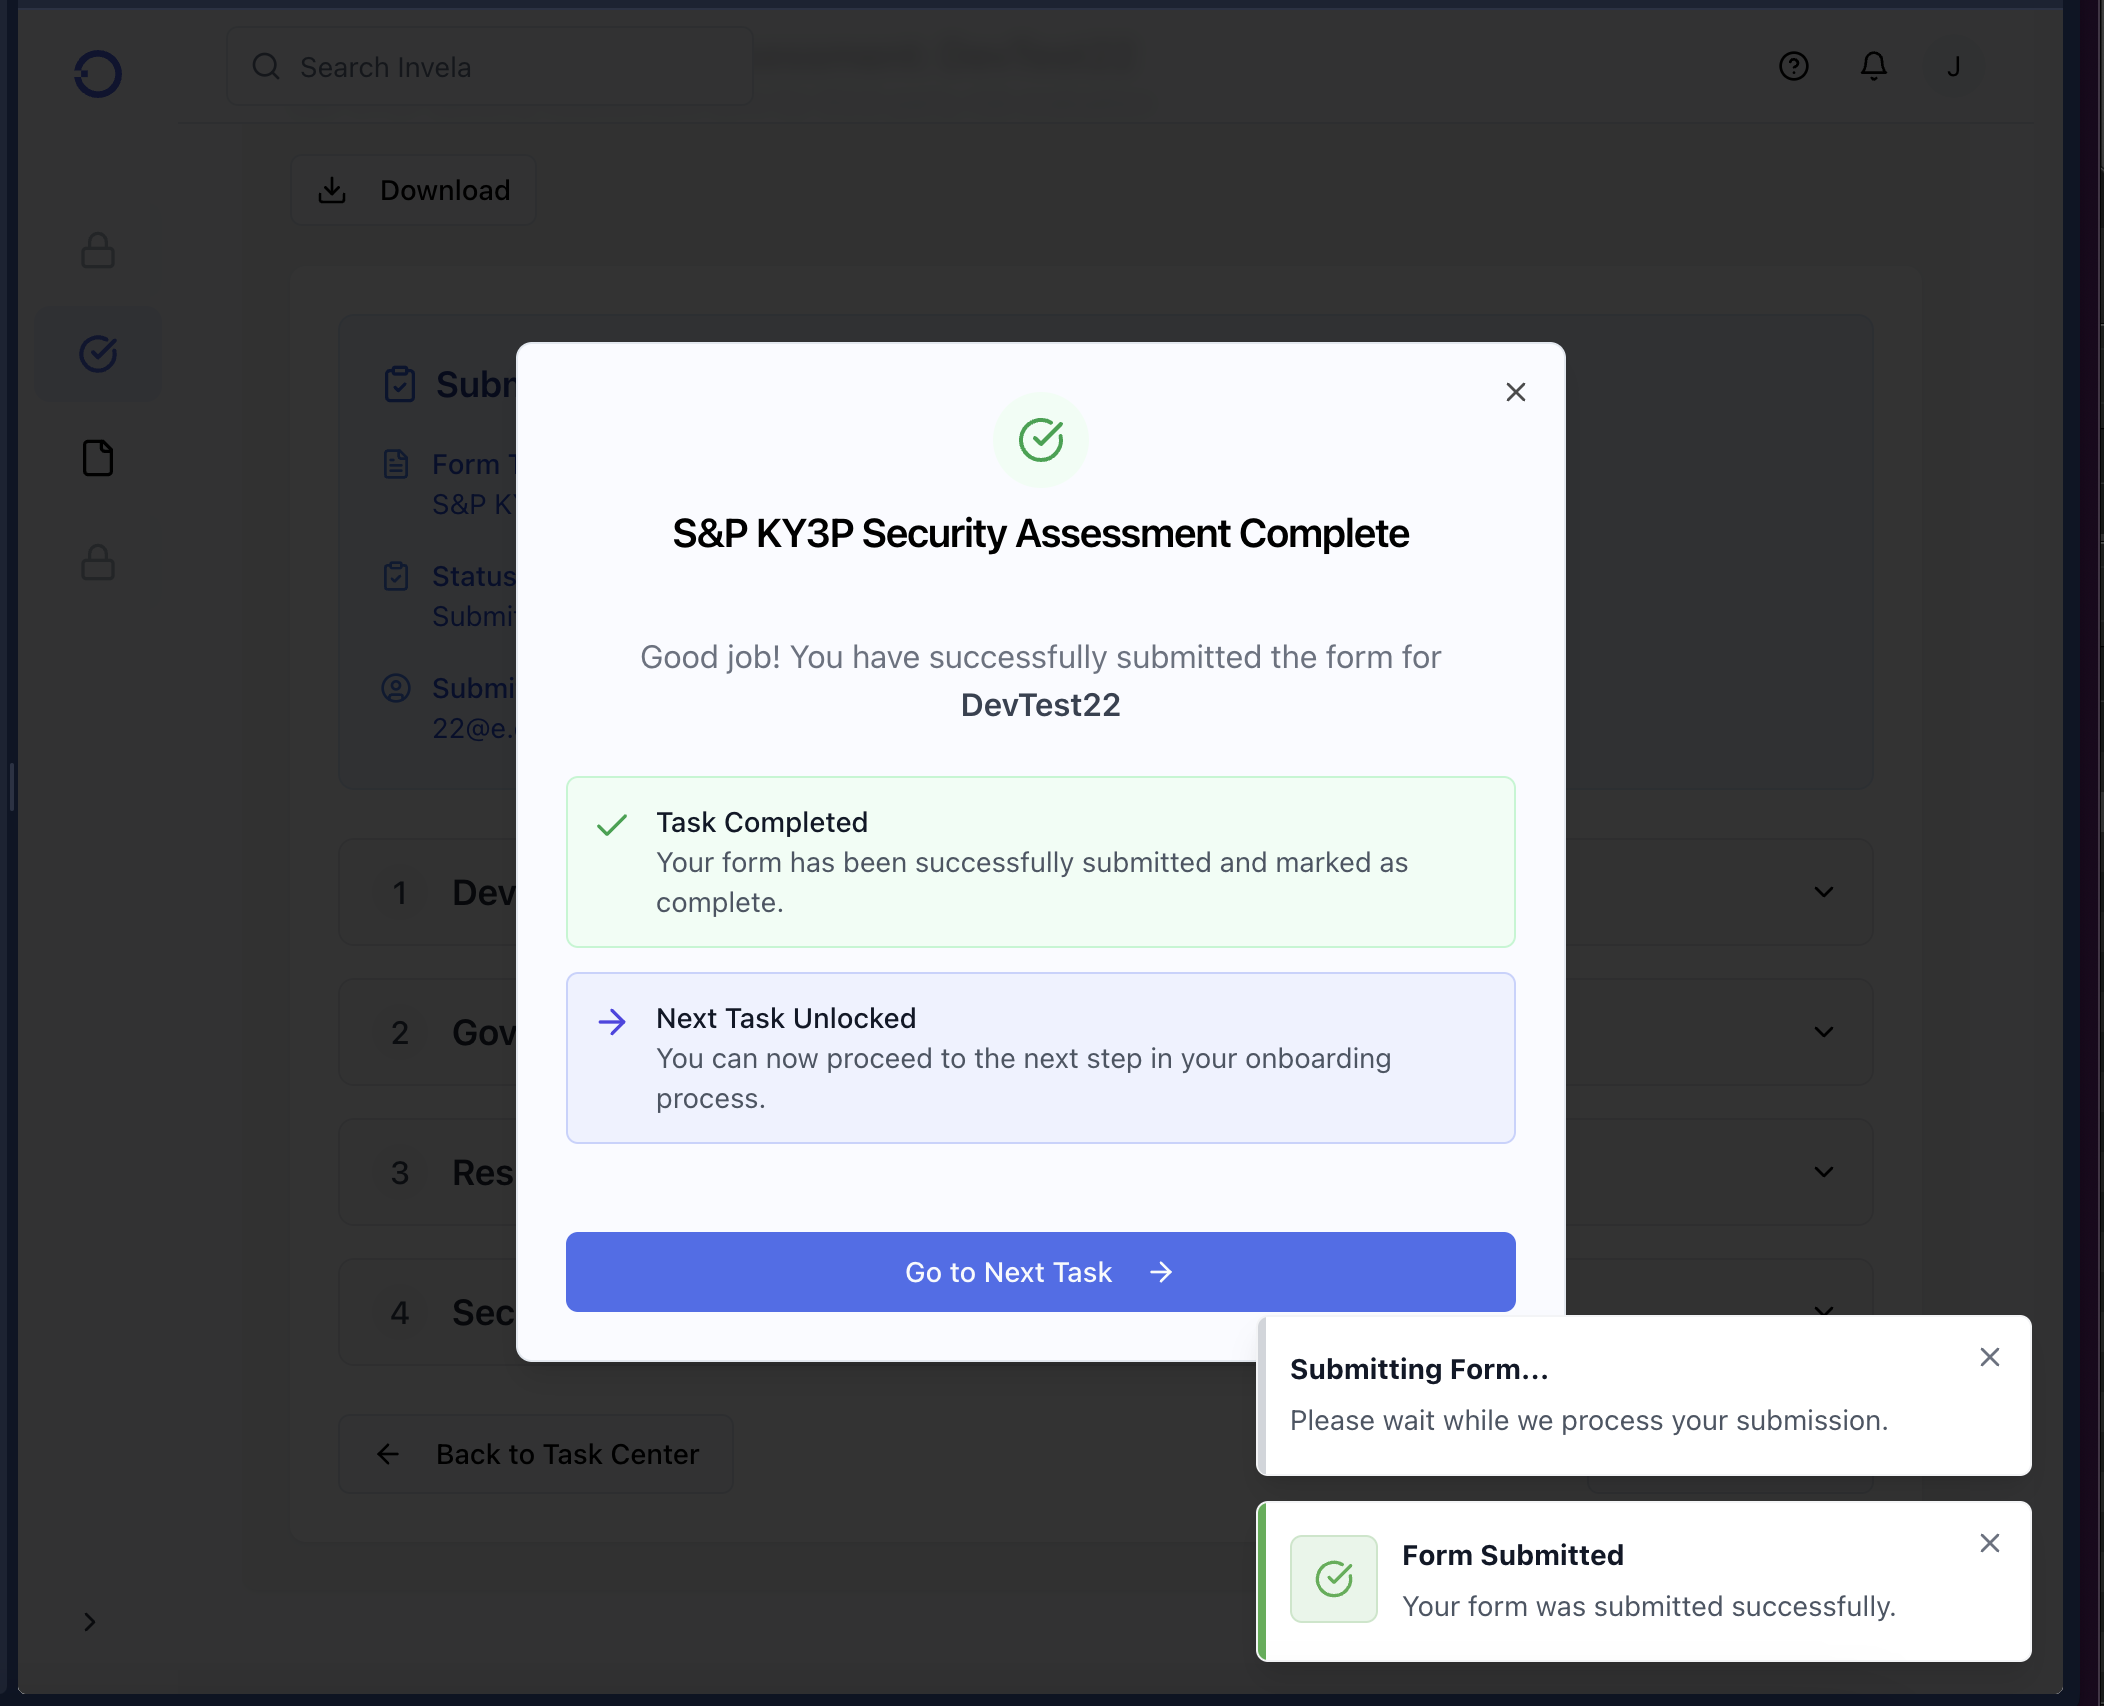 Search Invela
J
Download
Subm
Form T
S&P KY
Status
Submit
Submi
22@e.
S&P KY3P Security Assessment Complete
Good job! You have successfully submitted the form for
DevTest22
Task Completed
Your form has been successfully submitted and marked as
complete.
Next Task Unlocked
You can now proceed to the next step in your onboarding
process.
Go to Next Task
1 Dev
2 Gov
3 Res
4 Sec
Back to Task Center
Submitting Form...
Please wait while we process your submission.
Form Submitted
Your form was submitted successfully.